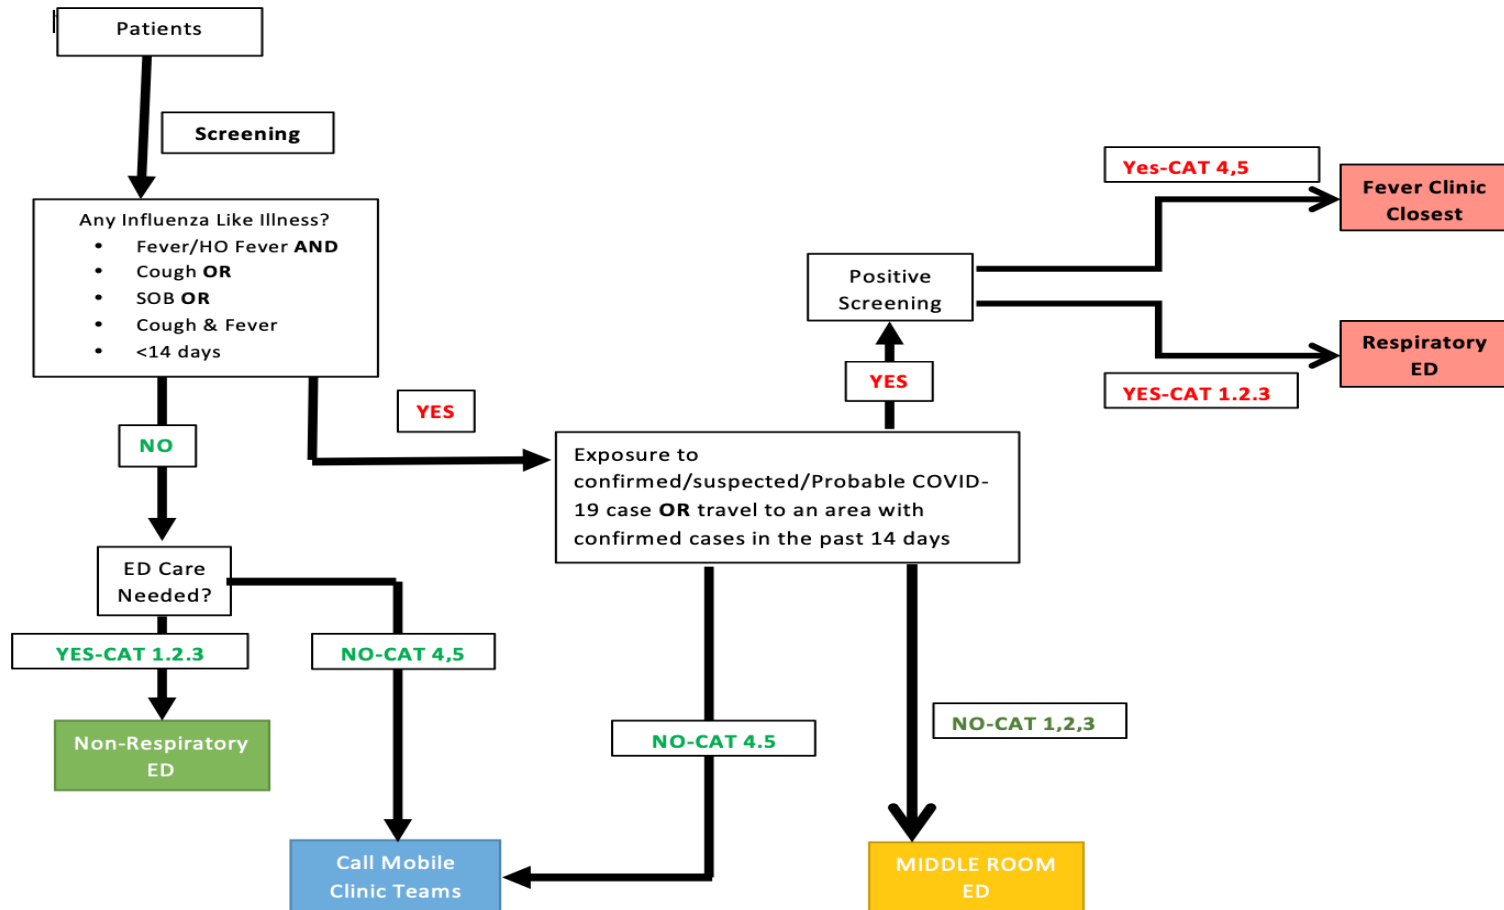 Patients
Screening
Any Influenza Like Illness?
• Fever/HO Fever AND
• Cough OR
• SOB OR
• Cough & Fever
• <14 days
YES
NO
ED Care
Needed?
YES-CAT 1.2.3
NO-CAT 4,5
Non-Respiratory
ED
Call Mobile
Clinic Teams
Exposure to
confirmed/suspected/Probable COVID-
19 case OR travel to an area with
confirmed cases in the past 14 days
YES
Positive
Screening
Yes-CAT 4,5
Fever Clinic
Closest
YES-CAT 1.2.3
Respiratory
ED
NO-CAT 4.5
NO-CAT 1,2,3
MIDDLE ROOM
ED